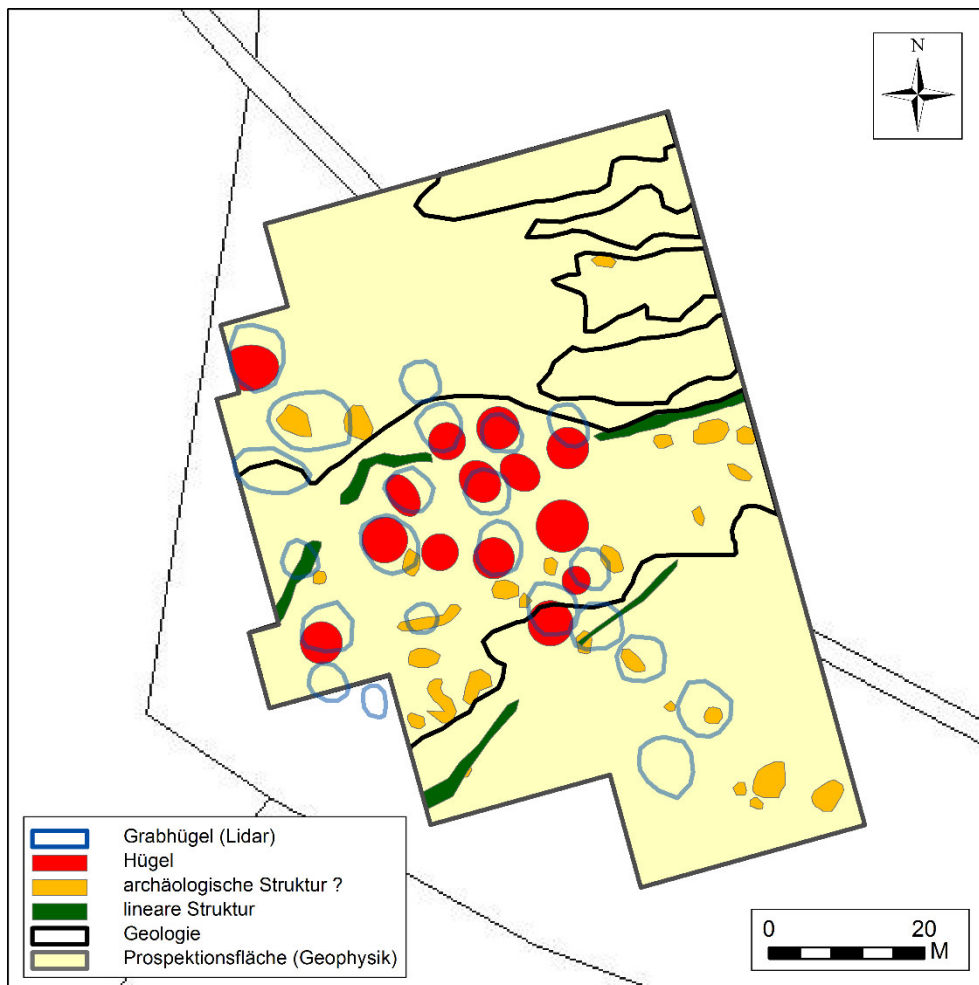 N
Grabhügel (Lidar)
Hügel
archäologische Struktur ?
lineare Struktur
Geologie
Prospektionsfläche (Geophysik)
0 20
M